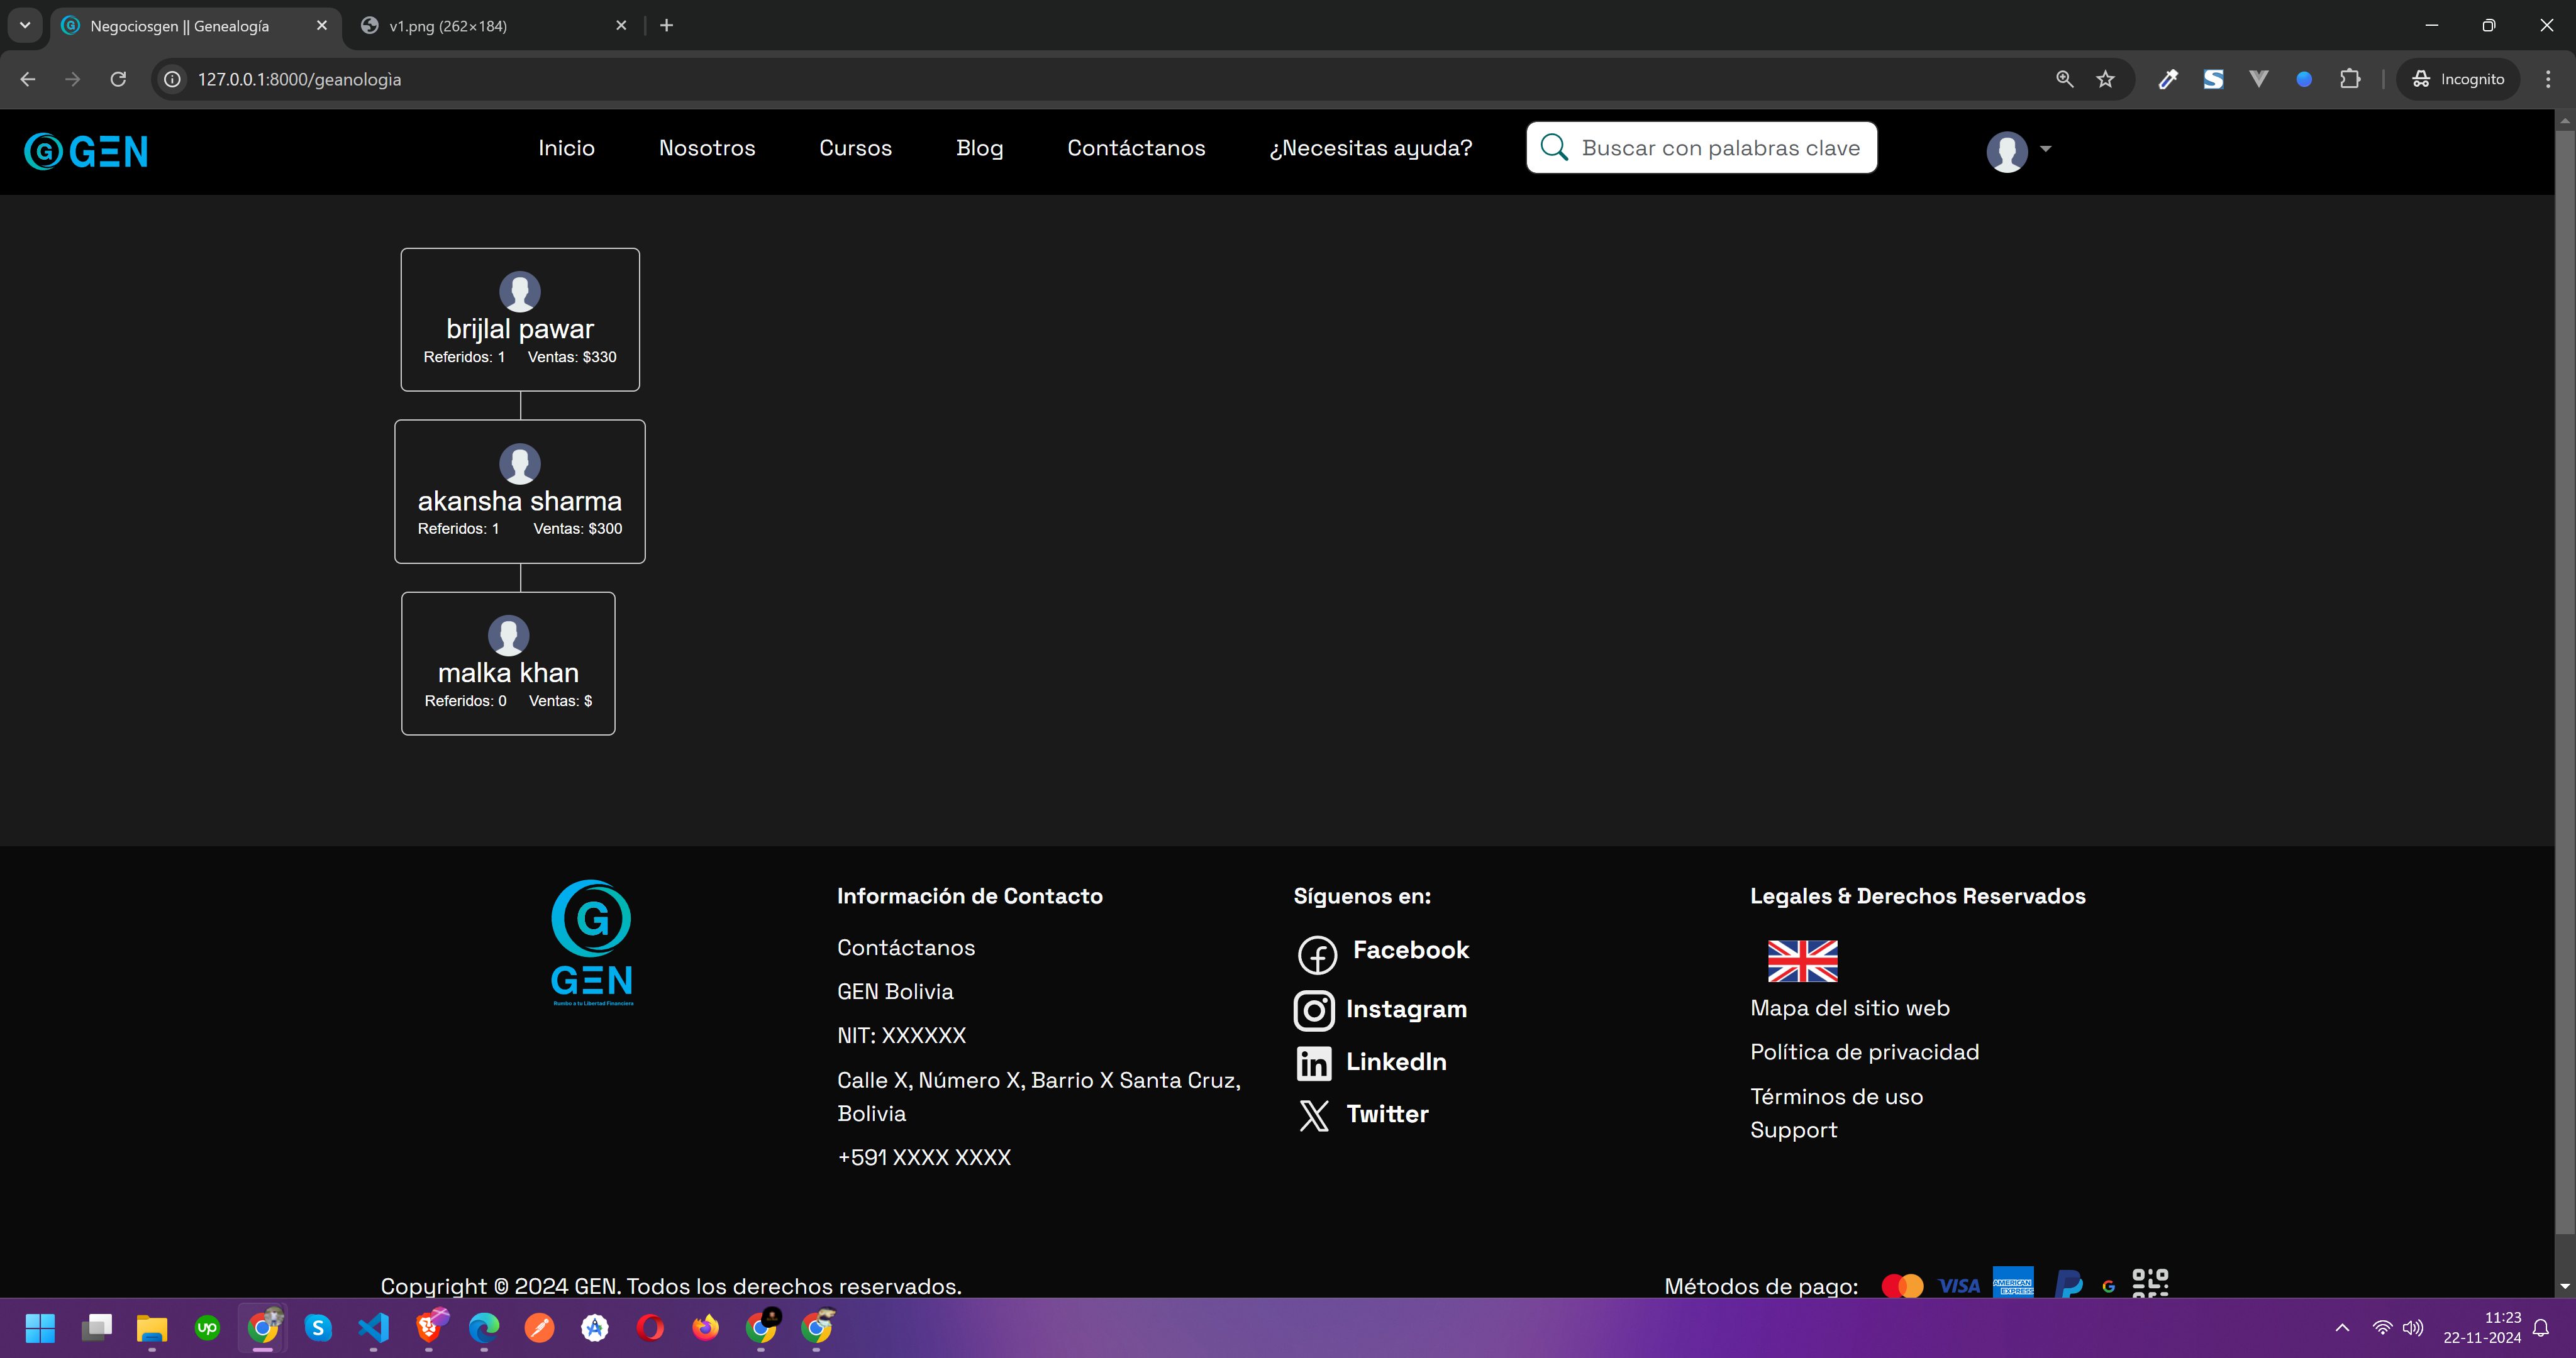 Negociosgen || Genealogía
v1.png (262×184)
127.0.0.1:8000/geanologìa
Incognito
G GEN
Inicio
Nosotros
Cursos
Blog
Contáctanos
¿Necesitas ayuda?
Buscar con palabras clave
brijlal pawar
Referidos: 1 Ventas: $330
akansha sharma
Referidos: 1 Ventas: $300
malka khan
Referidos: 0 Ventas: $
G
GEN
Rumbo a tu Libertad Financiera
Información de Contacto
Contáctanos
GEN Bolivia
NIT: XXXXXX
Calle X, Número X, Barrio X Santa Cruz,
Bolivia
+591 XXXX XXXX
Síguenos en:
Facebook
Instagram
LinkedIn
Twitter
Legales & Derechos Reservados
Mapa del sitio web
Política de privacidad
Términos de uso
Support
Copyright © 2024 GEN. Todos los derechos reservados.
Métodos de pago:
VISA
AMERICAN
EXPRESS
up
11:23
22-11-2024